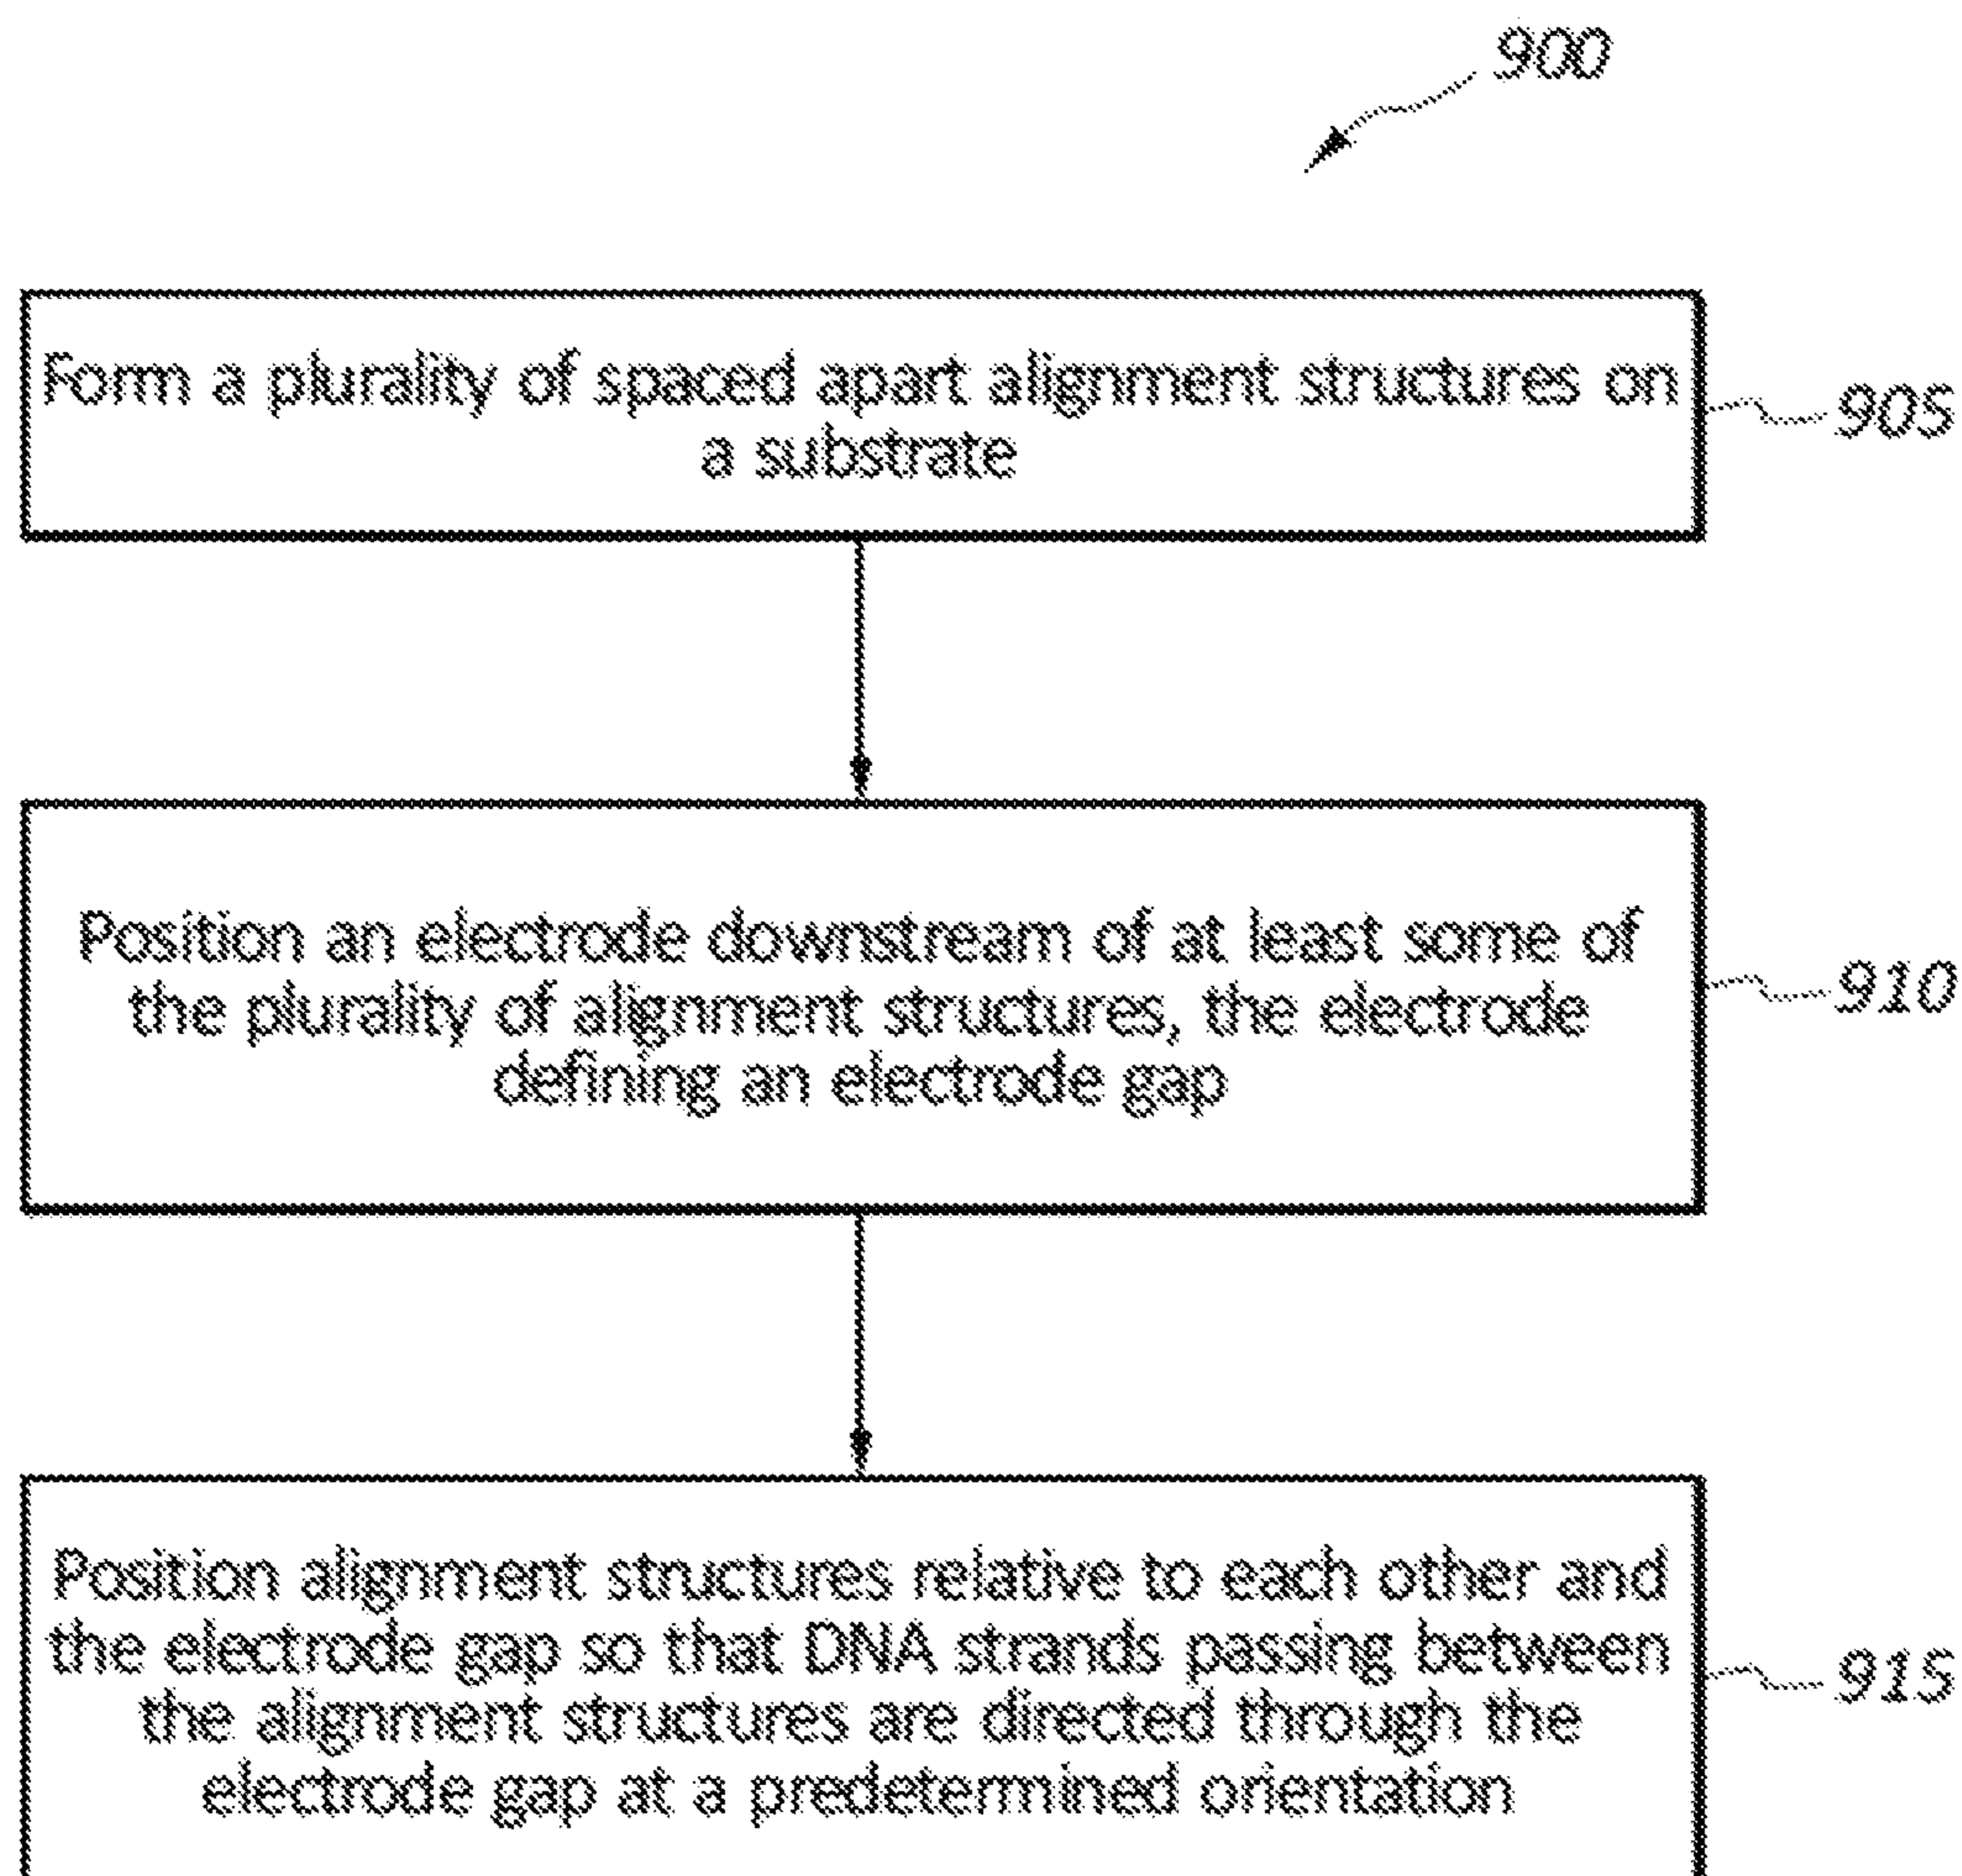 900
Form a plurality of spaced apart alignment structures on
a substrate
905
Position an electrode downstream of at least some of
the plurality of alignment structures, the electrode
defining an electrode gap
910
Position alignment structures relative to each other and
the electrode gap so that DNA strands passing between
the alignment structures are directed through the
electrode gap at a predetermined orientation
915